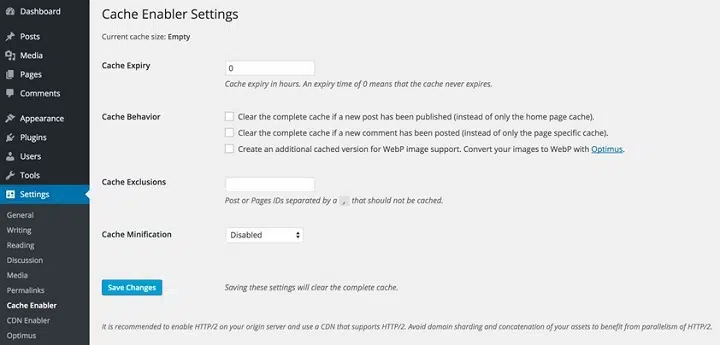 Dashboard
Posts
Media
Pages
Comments
Appearance
Plugins
Users
Tools
Settings
General
Writing
Reading
Discussion
Media
Permalinks
Cache Enabler
CDN Enabler
Optimus
Cache Enabler Settings
Current cache size: Empty
Cache Expiry
0
Cache expiry in hours. An expiry time of 0 means that the cache never expires.
Cache Behavior
Clear the complete cache if a new post has been published (instead of only the home page cache).
Clear the complete cache if a new comment has been posted (instead of only the page specific cache).
Create an additional cached version for WebP image support. Convert your images to WebP with Optimus.
Cache Exclusions
Post or Pages IDs separated by a , that should not be cached.
Cache Minification
Disabled
Save Changes
Saving these settings will clear the complete cache.
It is recommended to enable HTTP/2 on your origin server and use a CDN that supports HTTP/2. Avoid domain sharding and concatenation of your assets to benefit from parallelism of HTTP/2.